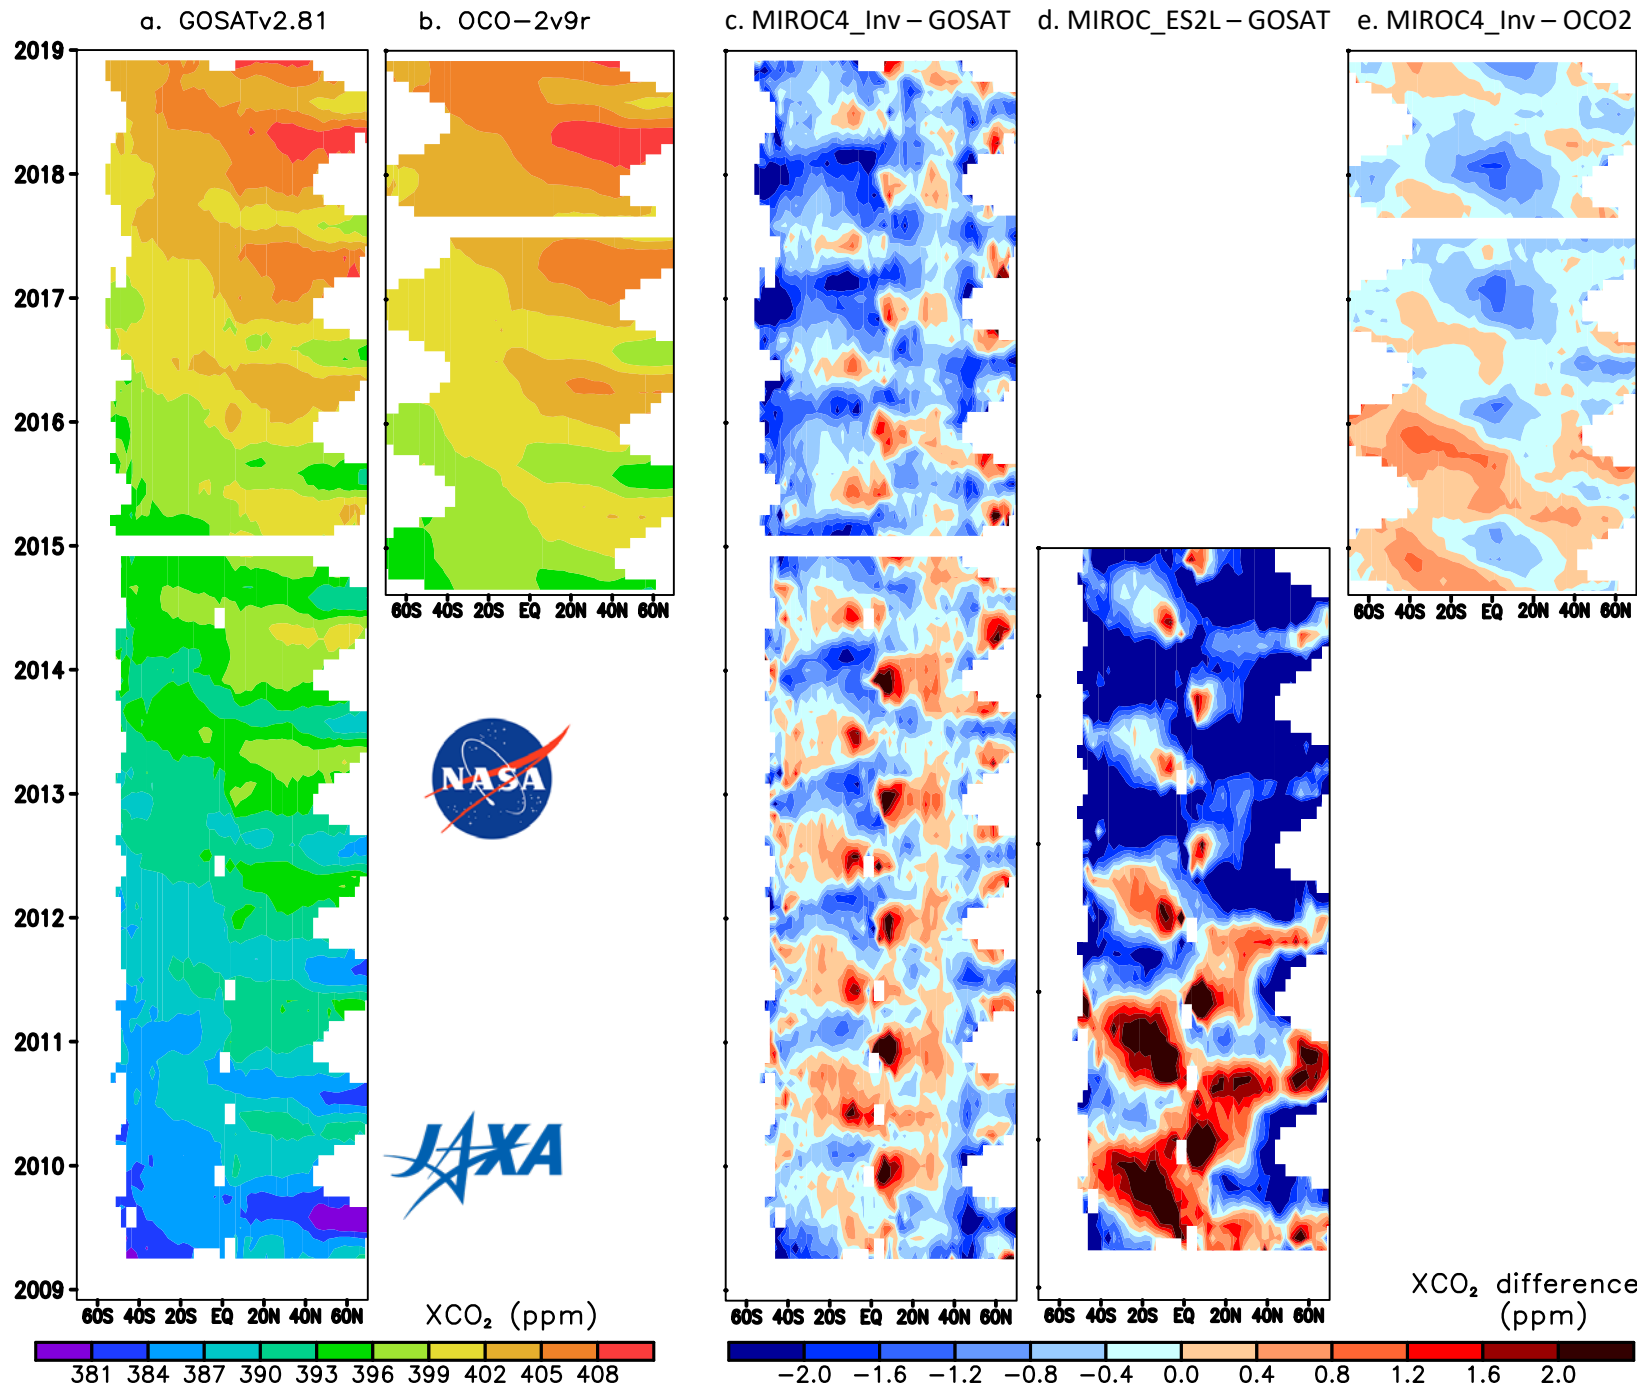 a. GOSATv2.81
b. OCO-2v9r
c. MIROC4_Inv – GOSAT
d. MIROC_ES2L – GOSAT
e. MIROC4_Inv – OCO2
2019
2018
2017
2016
2015
2014
2013
2012
2011
2010
2009
60S 40S 20S EQ 20N 40N 60N
60S 40S 20S EQ 20N 40N 60N
NASA
JAXA
60S 40S 20S EQ 20N 40N 60N
60S 40S 20S EQ 20N 40N 60N
60S 40S 20S EQ 20N 40N 60N
XCO₂ (ppm)
381 384 387 390 393 396 399 402 405 408
XCO₂ difference
(ppm)
−2.0 −1.6 −1.2 −0.8 −0.4 0.0 0.4 0.8 1.2 1.6 2.0